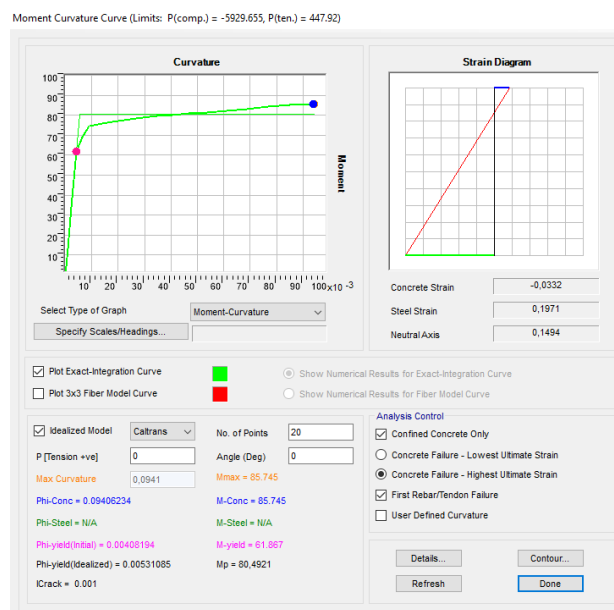 Moment Curvature Curve (Limits: P(comp.) = -5929.655, P(ten.) = 447.92)
Curvature
100
90
80
70
60
50
40
30
20
10
Moment
10 20 30 40 50 60 70 80 90 100 x10 -3
Select Type of Graph
Moment-Curvature
Specify Scales/Headings...
Strain Diagram
Concrete Strain
-0,0332
Steel Strain
0,1971
Neutral Axis
0,1494
Plot Exact-Integration Curve
Show Numerical Results for Exact-Integration Curve
Plot 3x3 Fiber Model Curve
Show Numerical Results for Fiber Model Curve
Idealized Model
Caltrans
No. of Points
20
P [Tension +ve]
0
Angle (Deg)
0
Max Curvature
0,0941
Mmax = 85.745
Phi-Conc = 0.09406234
M-Conc = 85.745
Phi-Steel = N/A
M-Steel = N/A
Phi-yield(Initial) = 0.00408194
M-yield = 61.867
Phi-yield(Idealized) = 0.00531085
Mp = 80,4921
ICrack = 0.001
Analysis Control
Confined Concrete Only
Concrete Failure - Lowest Ultimate Strain
Concrete Failure - Highest Ultimate Strain
First Rebar/Tendon Failure
User Defined Curvature
Details...
Contour...
Refresh
Done